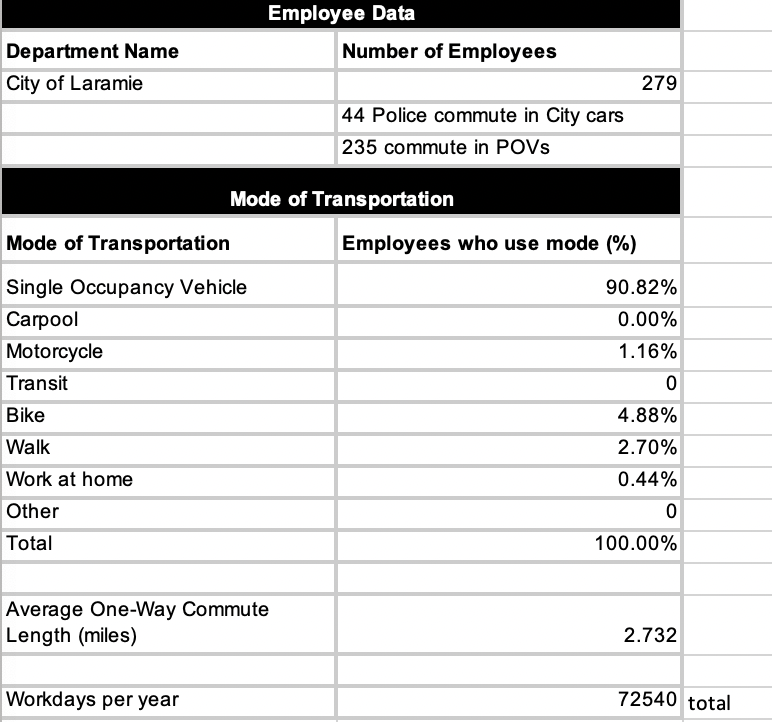 Employee Data
Department Name Number of Employees
City of Laramie 279
44 Police commute in City cars
235 commute in POVs
Mode of Transportation
Mode of Transportation Employees who use mode (%)
Single Occupancy Vehicle 90.82%
Carpool 0.00%
Motorcycle 1.16%
Transit 0
Bike 4.88%
Walk 2.70%
Work at home 0.44%
Other 0
Total 100.00%
Average One-Way Commute
Length (miles) 2.732
Workdays per year 72540 total